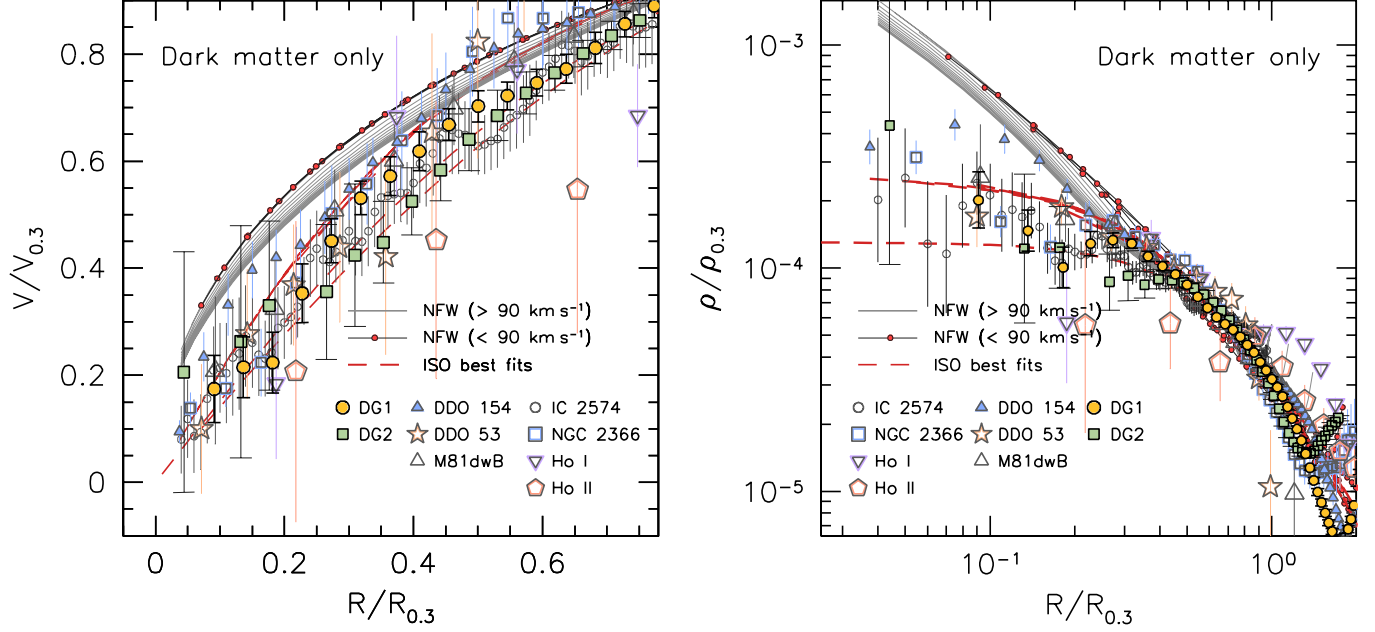 Dark matter only
0.8
0.6
0.4
0.2
0
V/V0.3
NFW (> 90 km s⁻¹)
NFW (< 90 km s⁻¹)
ISO best fits
DG1 DDO 154 IC 2574
DG2 DDO 53 NGC 2366
M81dwB Ho I
Ho II
0 0.2 0.4 0.6
R/R0.3
Dark matter only
10⁻³
10⁻⁴
10⁻⁵
ρ/ρ0.3
NFW (> 90 km s⁻¹)
NFW (< 90 km s⁻¹)
ISO best fits
IC 2574 DDO 154 DG1
NGC 2366 DDO 53 DG2
Ho I M81dwB
Ho II
10⁻¹ 10⁰
R/R0.3